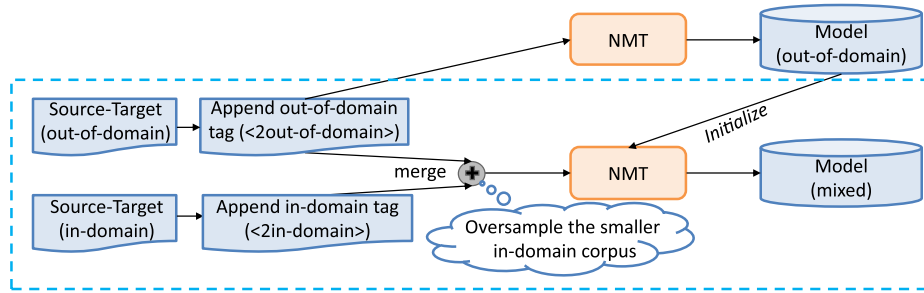 NMT
Model
(out-of-domain)
Source-Target
(out-of-domain)
Append out-of-domain
tag (<2out-of-domain>)
Initialize
merge
NMT
Model
(mixed)
Source-Target
(in-domain)
Append in-domain tag
(<2in-domain>)
Oversample the smaller
in-domain corpus